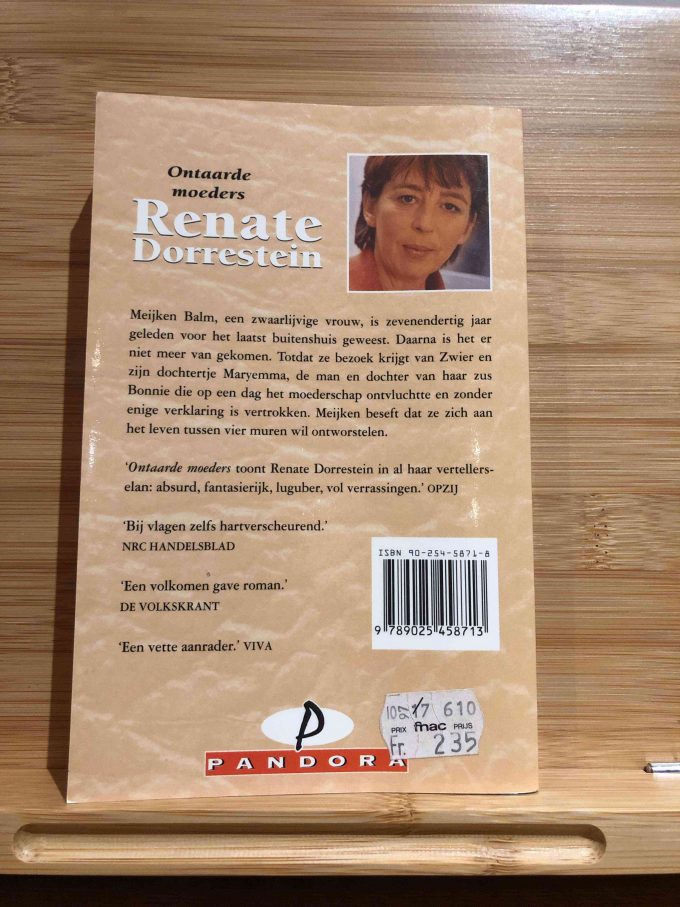 Ontaarde
moeders
Renate
Dorrestein
Meijken Balm, een zwaarlijvige vrouw, is zevenendertig jaar
geleden voor het laatst buitenshuis geweest. Daarna is het er
niet meer van gekomen. Totdat ze bezoek krijgt van Zwier en
zijn dochtertje Maryemma, de man en dochter van haar zus
Bonnie die op een dag het moederschap ontvluchtte en zonder
enige verklaring is vertrokken. Meijken beseft dat ze zich aan
het leven tussen vier muren wil ontworstelen.
'Ontaarde moeders toont Renate Dorrestein in al haar vertellers-
elan: absurd, fantasierijk, luguber, vol verrassingen.' OPZIJ
'Bij vlagen zelfs hartverscheurend.'
NRC HANDELSBLAD
'Een volkomen gave roman.'
DE VOLKSKRANT
'Een vette aanrader.' VIVA
ISBN 90-254-5871-8
9 789025 458713
10 97 1/7 610
PRIX fnac PRIJS
Fr. 235
P
PANDORA